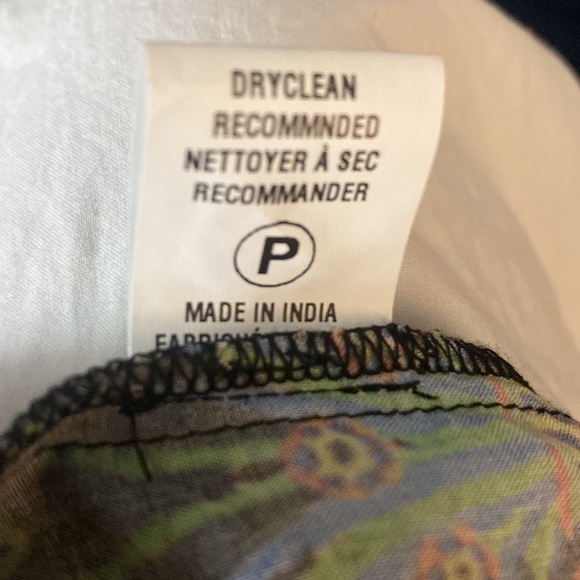 DRYCLEAN
RECOMMNDED
NETTOYER À SEC
RECOMMANDER
P
MADE IN INDIA